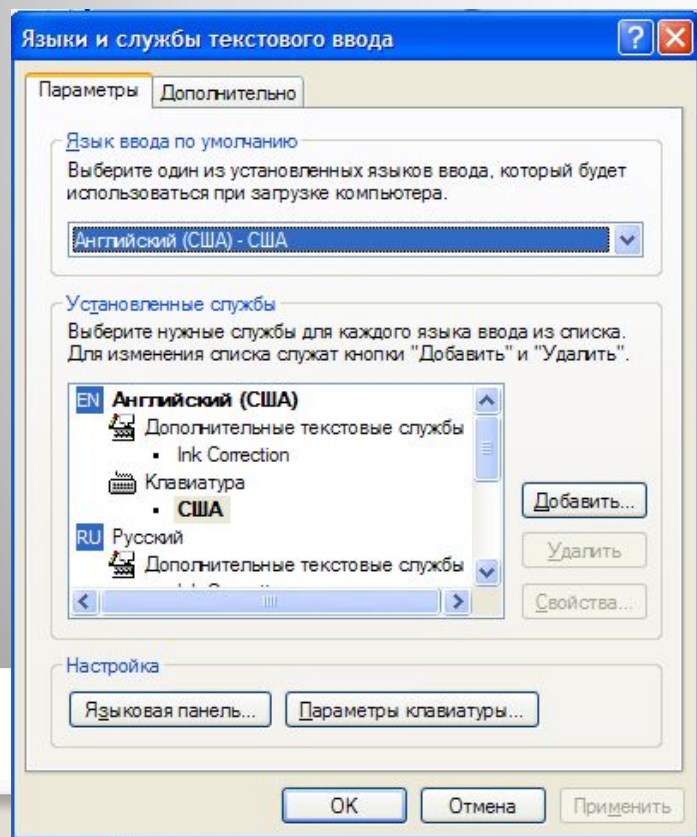 Языки и службы текстового ввода
Параметры
Дополнительно
Язык ввода по умолчанию
Выберите один из установленных языков ввода, который будет
использоваться при загрузке компьютера.
Английский (США) - США
Установленные службы
Выберите нужные службы для каждого языка ввода из списка.
Для изменения списка служат кнопки "Добавить" и "Удалить".
EN Английский (США)
Дополнительные текстовые службы
• Ink Correction
Клавиатура
• США
RU Русский
Дополнительные текстовые службы
Добавить...
Удалить
Свойства...
Настройка
Языковая панель...
Параметры клавиатуры...
OK
Отмена
Применить